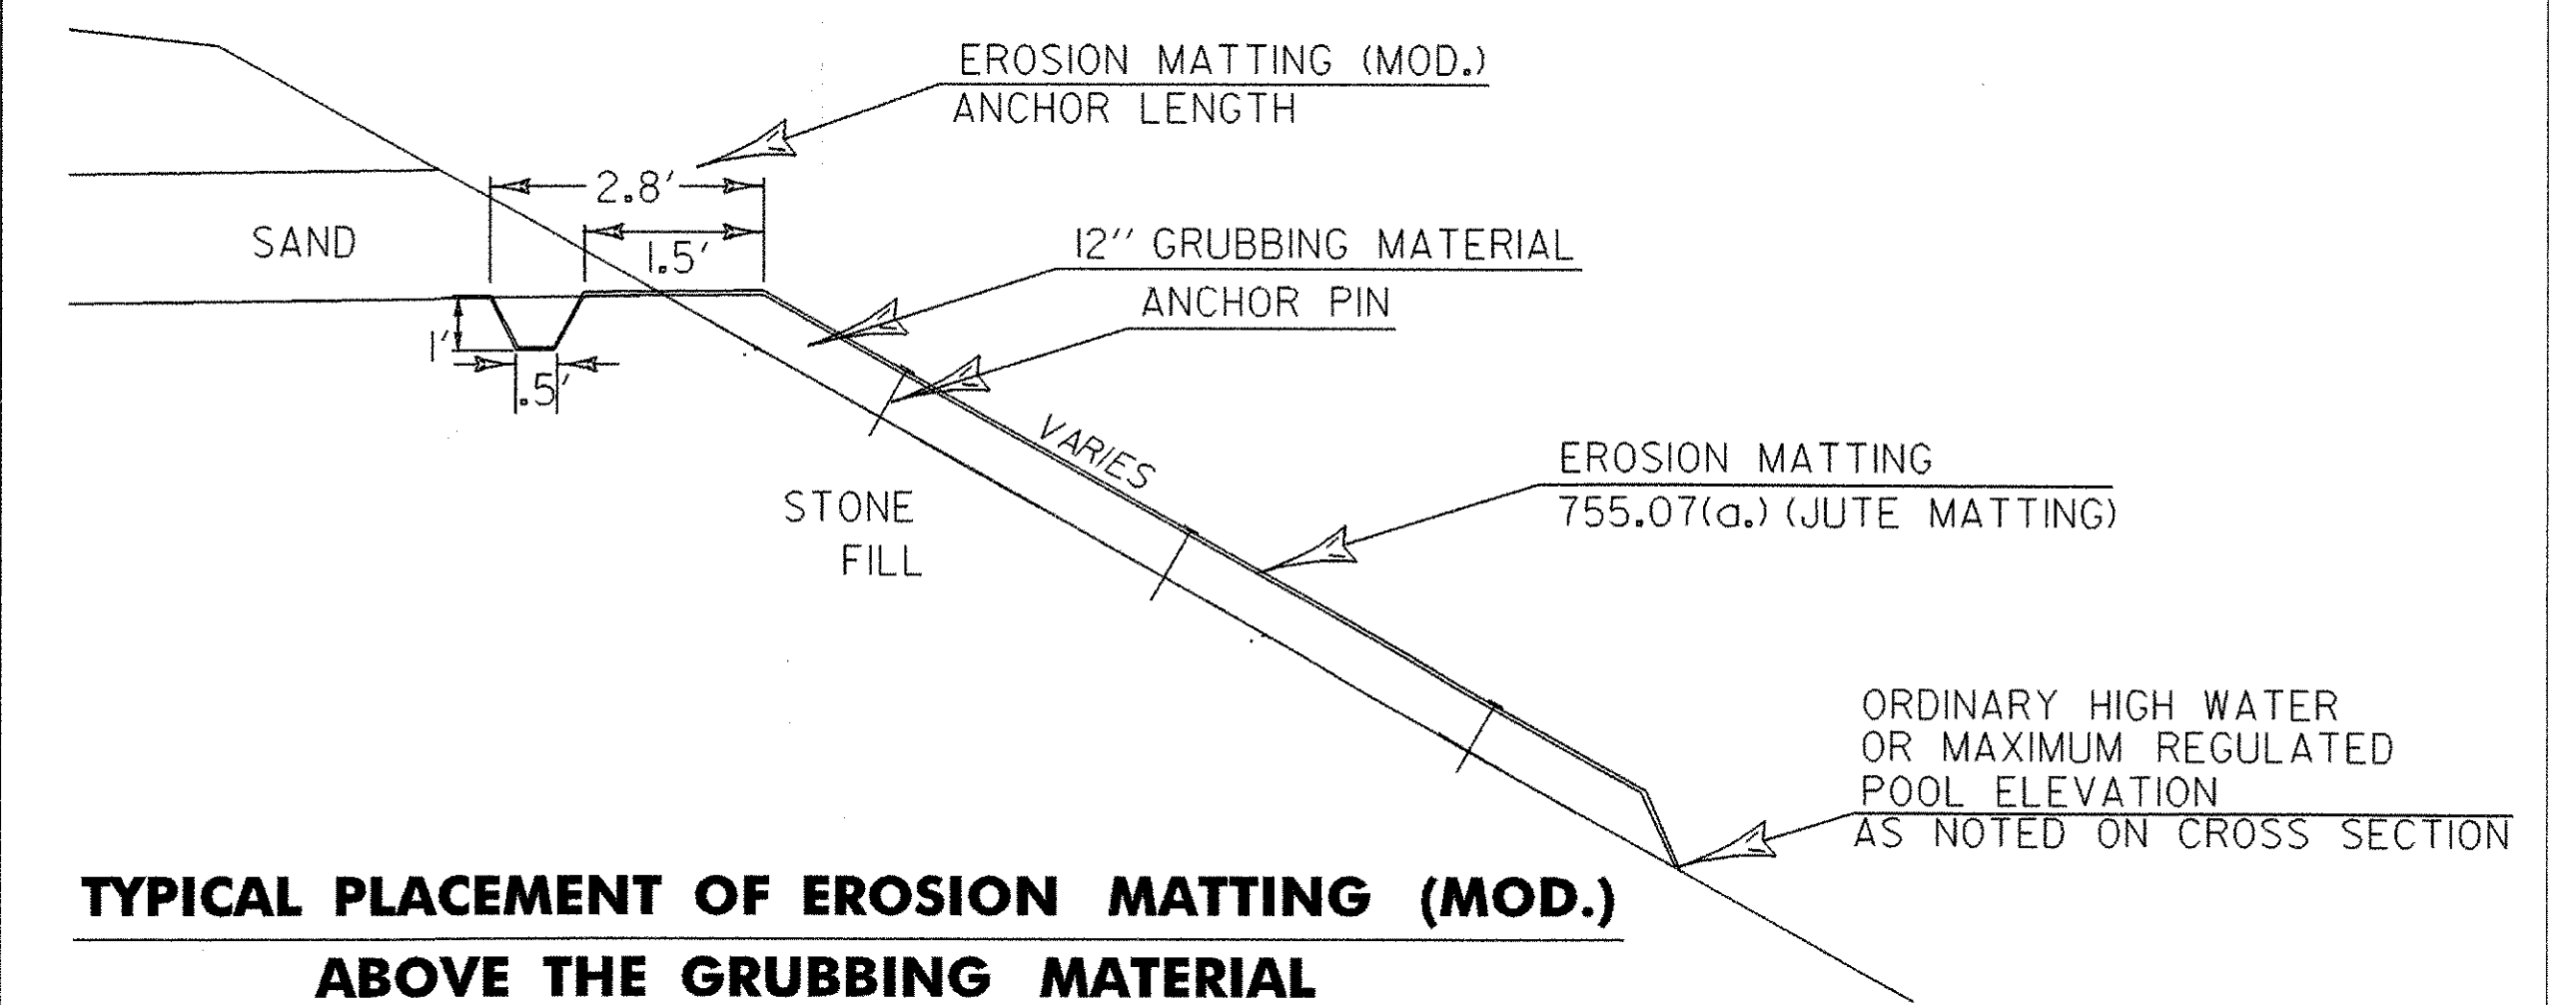 EROSION MATTING (MOD.)
ANCHOR LENGTH
2.8'
1.5'
SAND
12'' GRUBBING MATERIAL
ANCHOR PIN
1'
.5'
VARIES
STONE
FILL
EROSION MATTING
755.07(a.) (JUTE MATTING)
ORDINARY HIGH WATER
OR MAXIMUM REGULATED
POOL ELEVATION
AS NOTED ON CROSS SECTION
TYPICAL PLACEMENT OF EROSION MATTING (MOD.)
ABOVE THE GRUBBING MATERIAL